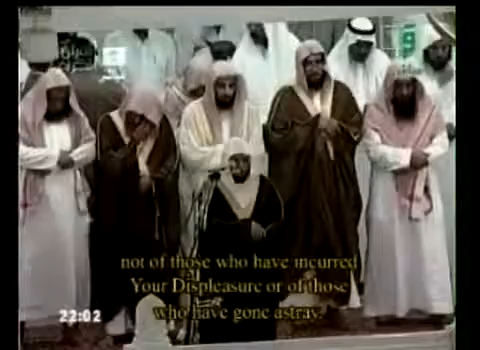 not of those who have incurred
Your Displeasure or of those
who have gone astray.
22:02